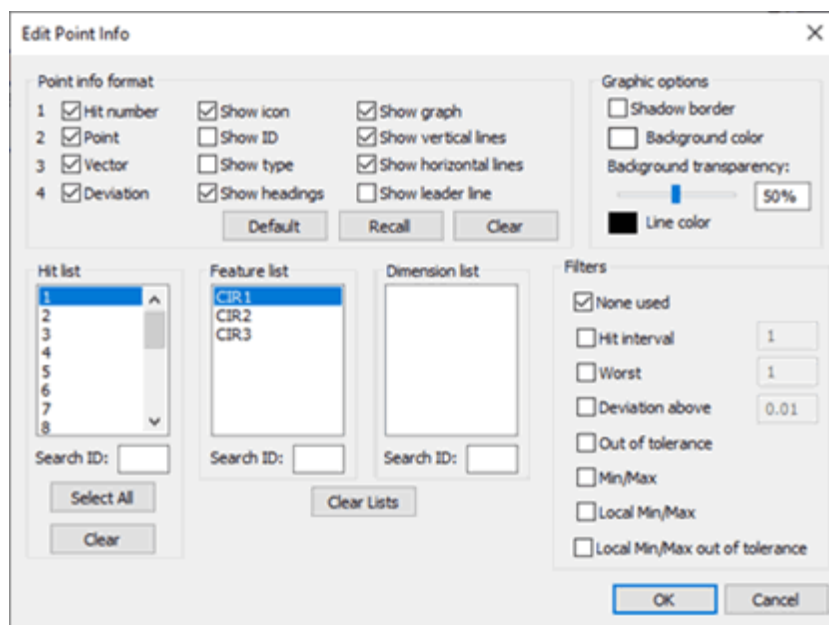 Edit Point Info
Point info format
1 Hit number Show icon Show graph
2 Point Show ID Show vertical lines
3 Vector Show type Show horizontal lines
4 Deviation Show headings Show leader line
Default Recall Clear
Graphic options
Shadow border
Background color
Background transparency:
50%
Line color
Hit list
1
2
3
4
5
6
7
8
Search ID:
Select All
Clear
Feature list
CIR1
CIR2
CIR3
Search ID:
Dimension list
Search ID:
Clear Lists
Filters
None used
Hit interval 1
Worst 1
Deviation above 0.01
Out of tolerance
Min/Max
Local Min/Max
Local Min/Max out of tolerance
OK Cancel